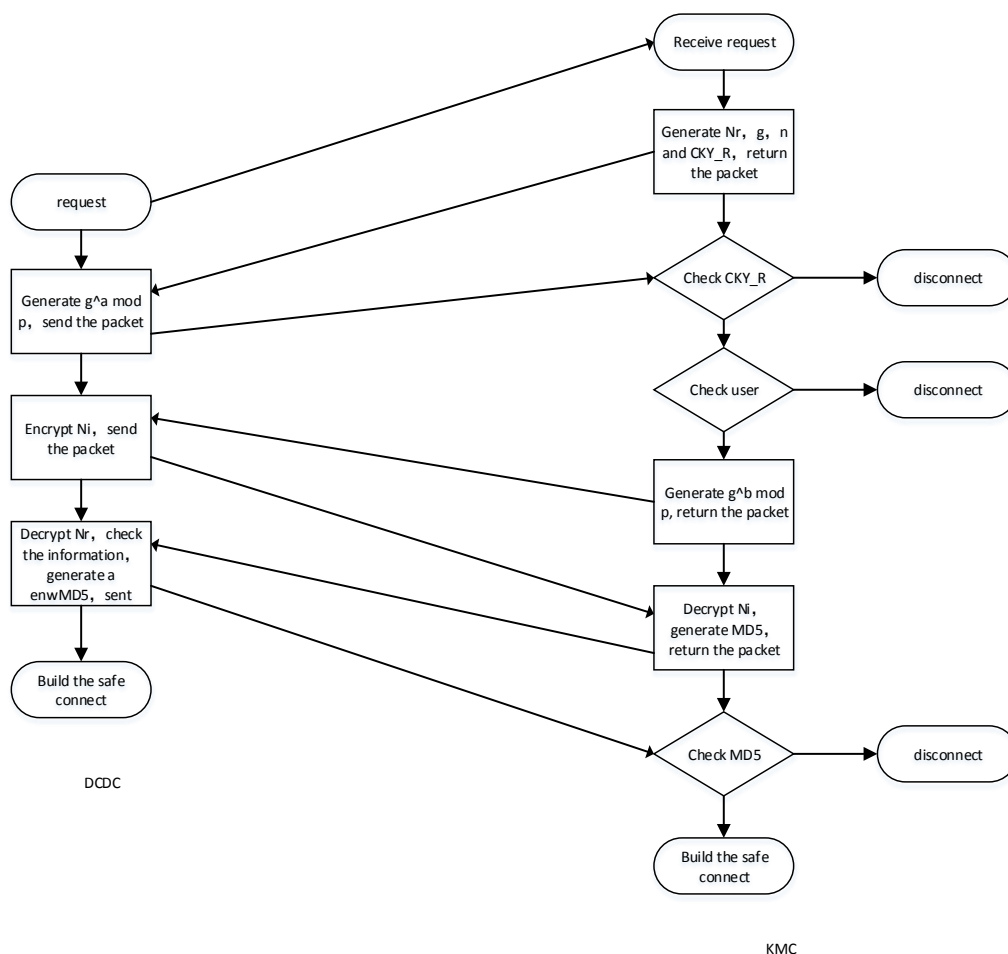 Receive request
Generate Nr，g，n
and CKY_R，return
the packet
request
Check CKY_R
disconnect
Generate g^a mod
p，send the packet
Check user
disconnect
Encrypt Ni，send
the packet
Generate g^b mod
p, return the packet
Decrypt Nr，check
the information，
generate a
enwMD5，sent
Decrypt Ni，
generate MD5，
return the packet
Build the safe
connect
Check MD5
disconnect
DCDC
Build the safe
connect
KMC